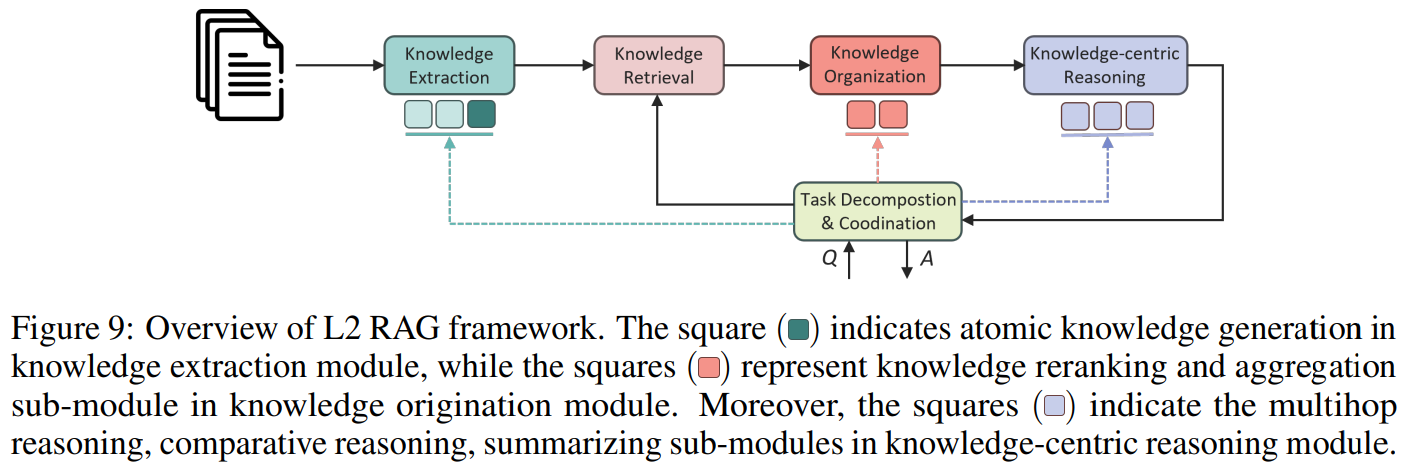 Knowledge
Extraction
Knowledge
Retrieval
Knowledge
Organization
Knowledge-centric
Reasoning
Task Decompostion
& Coodination
Q
A
Figure 9: Overview of L2 RAG framework. The square () indicates atomic knowledge generation in
knowledge extraction module, while the squares () represent knowledge reranking and aggregation
sub-module in knowledge origination module. Moreover, the squares () indicate the multihop
reasoning, comparative reasoning, summarizing sub-modules in knowledge-centric reasoning module.